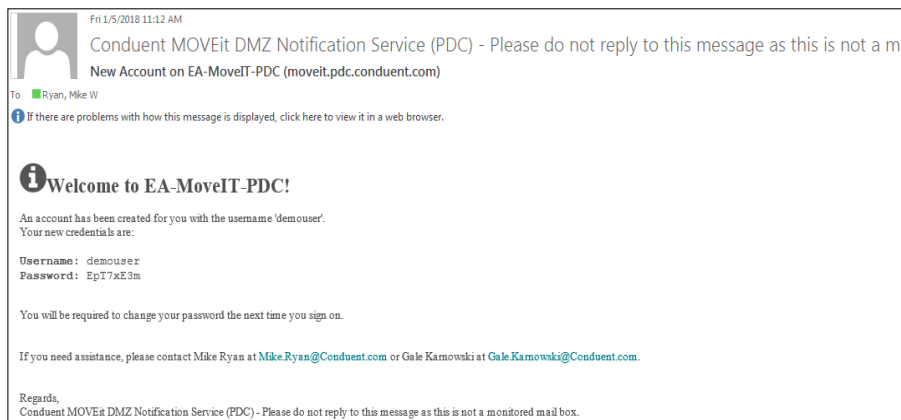 Fri 1/5/2018 11:12 AM
Conduent MOVEit DMZ Notification Service (PDC) - Please do not reply to this message as this is not a m
New Account on EA-MoveIT-PDC (moveit.pdc.conduent.com)
To Ryan, Mike W
If there are problems with how this message is displayed, click here to view it in a web browser.
Welcome to EA-MoveIT-PDC!
An account has been created for you with the username 'demouser'.
Your new credentials are:
Username: demouser
Password: EpT7xE3m
You will be required to change your password the next time you sign on.
If you need assistance, please contact Mike Ryan at Mike.Ryan@Conduent.com or Gale Karnowski at Gale.Karnowski@Conduent.com.
Regards,
Conduent MOVEit DMZ Notification Service (PDC) - Please do not reply to this message as this is not a monitored mail box.